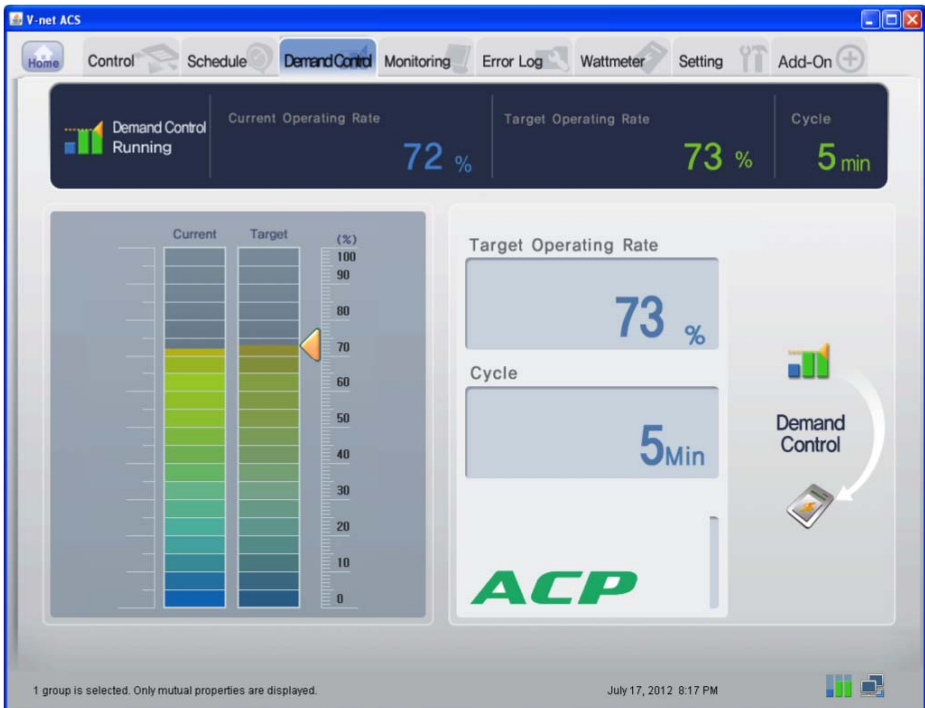 V-net ACS
Home Control Schedule Demand Control Monitoring Error Log Wattmeter Setting Add-On
Demand Control
Running
Current Operating Rate
72 %
Target Operating Rate
73 %
Cycle
5 min
Current Target (%)
100
90
80
70
60
50
40
30
20
10
0
Target Operating Rate
73 %
Cycle
5 Min
ACP
Demand
Control
1 group is selected. Only mutual properties are displayed.
July 17, 2012 8:17 PM